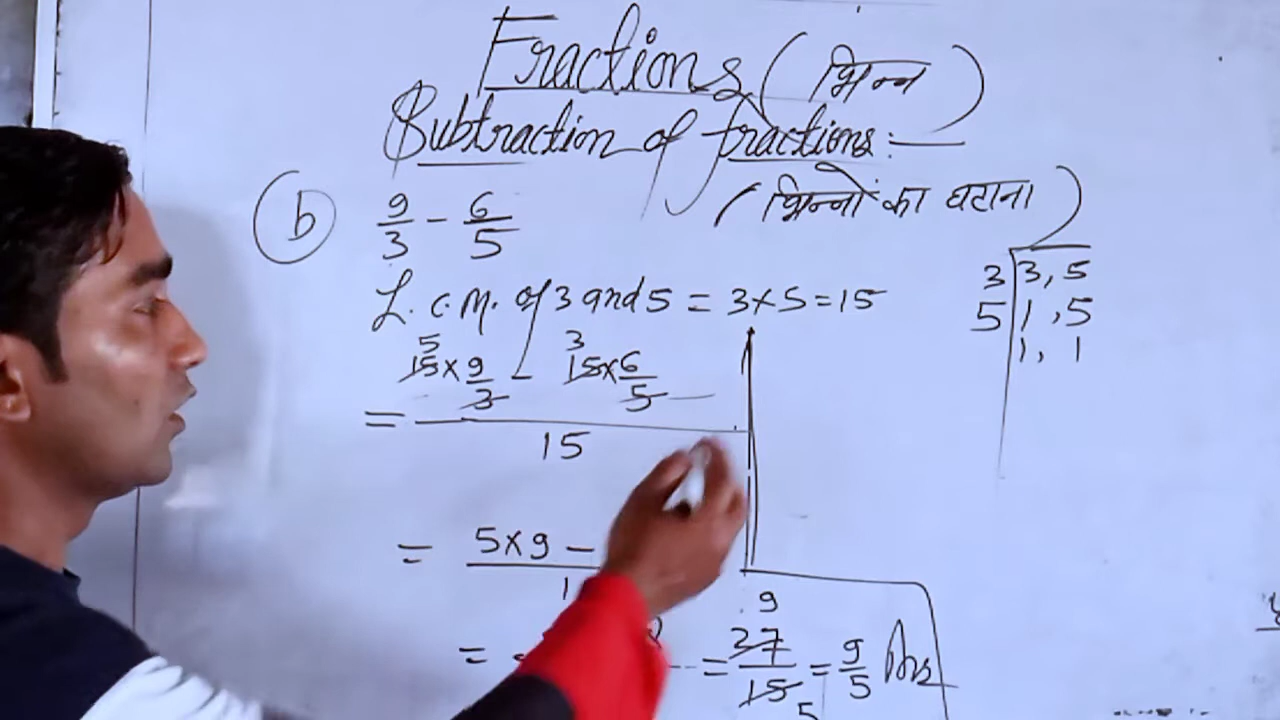 Fractions (भिन्न)
Subtraction of fractions:—
(भिन्नों का घटाना)
(b) 9/3 - 6/5
L.C.M. of 3 and 5 = 3×5=15
3 | 3, 5
5 | 1, 5
1, 1
5 3
= 15×9/3 - 15×6/5
15
= 5×9 -
9
= 27/15 = 9/5 Ans
5